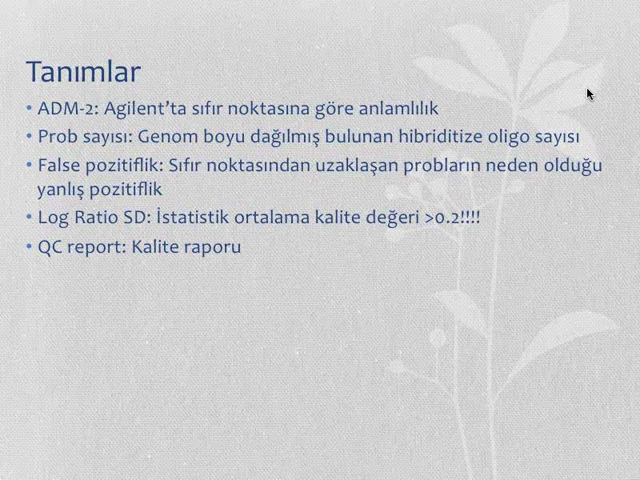 Tanımlar
• ADM-2: Agilent’ta sıfır noktasına göre anlamlılık
• Prob sayısı: Genom boyu dağılmış bulunan hibriditize oligo sayısı
• False pozitiflik: Sıfır noktasından uzaklaşan probların neden olduğu
yanlış pozitiflik
• Log Ratio SD: İstatistik ortalama kalite değeri >0.2!!!!
• QC report: Kalite raporu